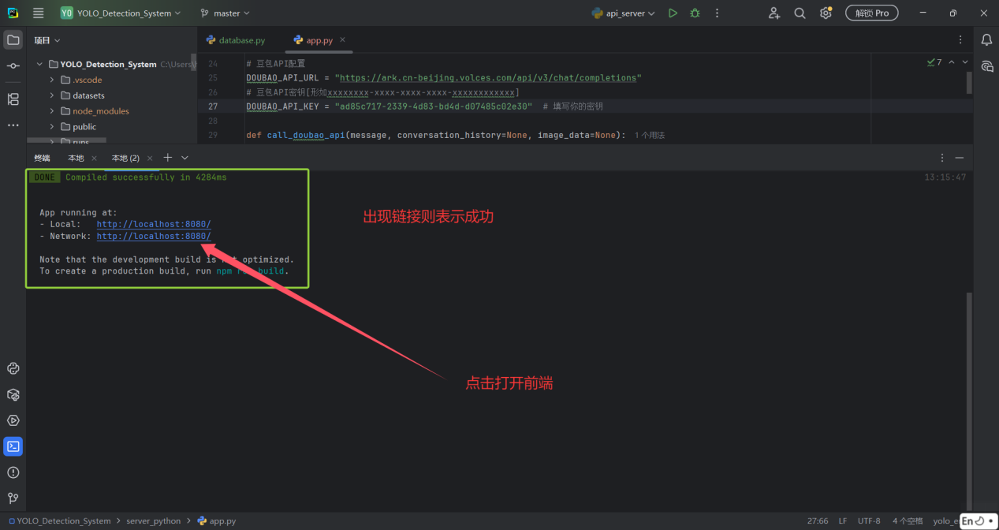 YO YOLO_Detection_System master api_server 解锁 Pro
项目
database.py app.py
YOLO_Detection_System C:\Users\
.vscode
datasets
node_modules
public
runs
24 # 豆包API配置
25 DOUBAO_API_URL = "https://ark.cn-beijing.volces.com/api/v3/chat/completions"
26 # 豆包API密钥[形如xxxxxxxx-xxxx-xxxx-xxxx-xxxxxxxxxxxx]
27 DOUBAO_API_KEY = "ad85c717-2339-4d83-bd4d-d07485c02e30" # 填写你的密钥
28
29 def call_doubao_api(message, conversation_history=None, image_data=None): 1 个用法
7
终端 本地 本地 (2)
DONE Compiled successfully in 4284ms 13:15:47
App running at:
- Local: http://localhost:8080/
- Network: http://localhost:8080/
Note that the development build is not optimized.
To create a production build, run npm run build.
出现链接则表示成功
点击打开前端
YOLO_Detection_System > server_python > app.py 27:66 LF UTF-8 4 个空格 yolo_e
En